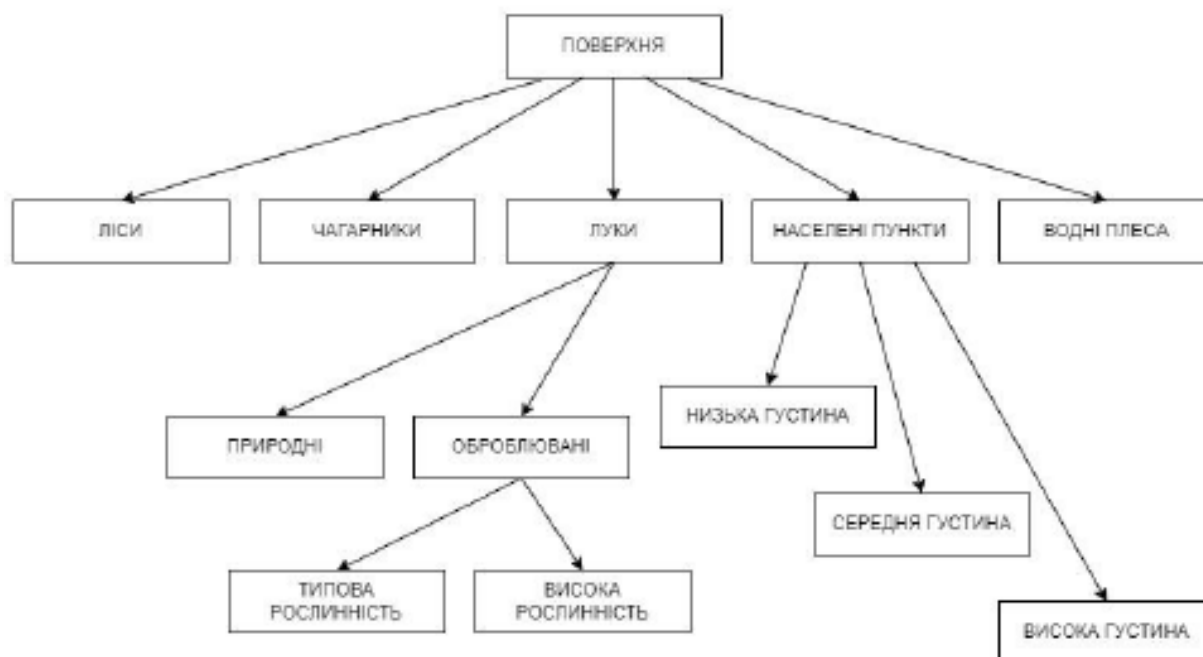 ПОВЕРХНЯ
ЛІСИ
ЧАГАРНИКИ
ЛУКИ
НАСЕЛЕНІ ПУНКТИ
ВОДНІ ПЛЕСА
ПРИРОДНІ
ОБРОБЛЮВАНІ
НИЗЬКА ГУСТИНА
СЕРЕДНЯ ГУСТИНА
ТИПОВА
РОСЛИННІСТЬ
ВИСОКА
РОСЛИННІСТЬ
ВИСОКА ГУСТИНА